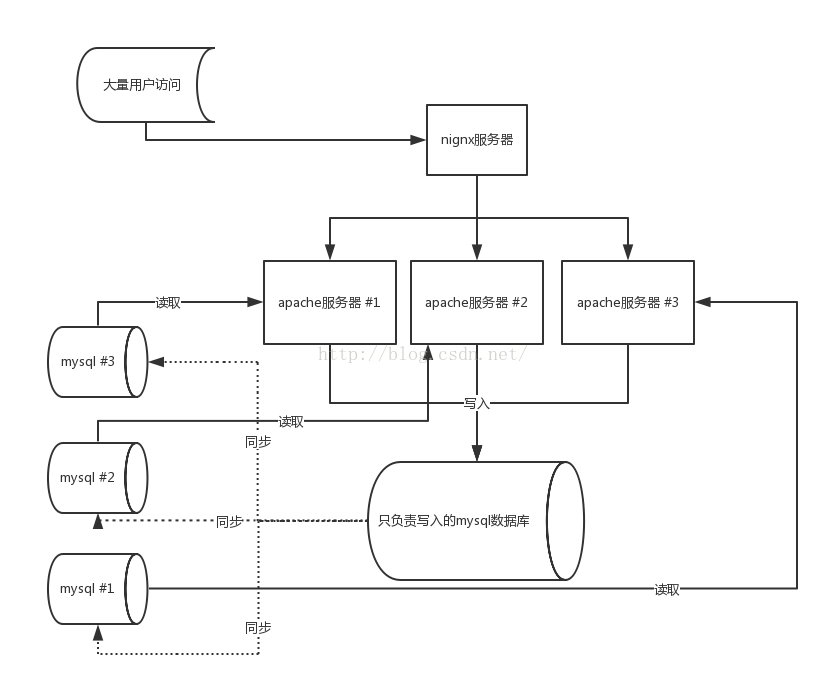 大量用户访问
nignx服务器
apache服务器 #1
apache服务器 #2
apache服务器 #3
读取
mysql #3
http://blog.csdn.net/
写入
读取
同步
mysql #2
同步
只负责写入的mysql数据库
mysql #1
读取
同步